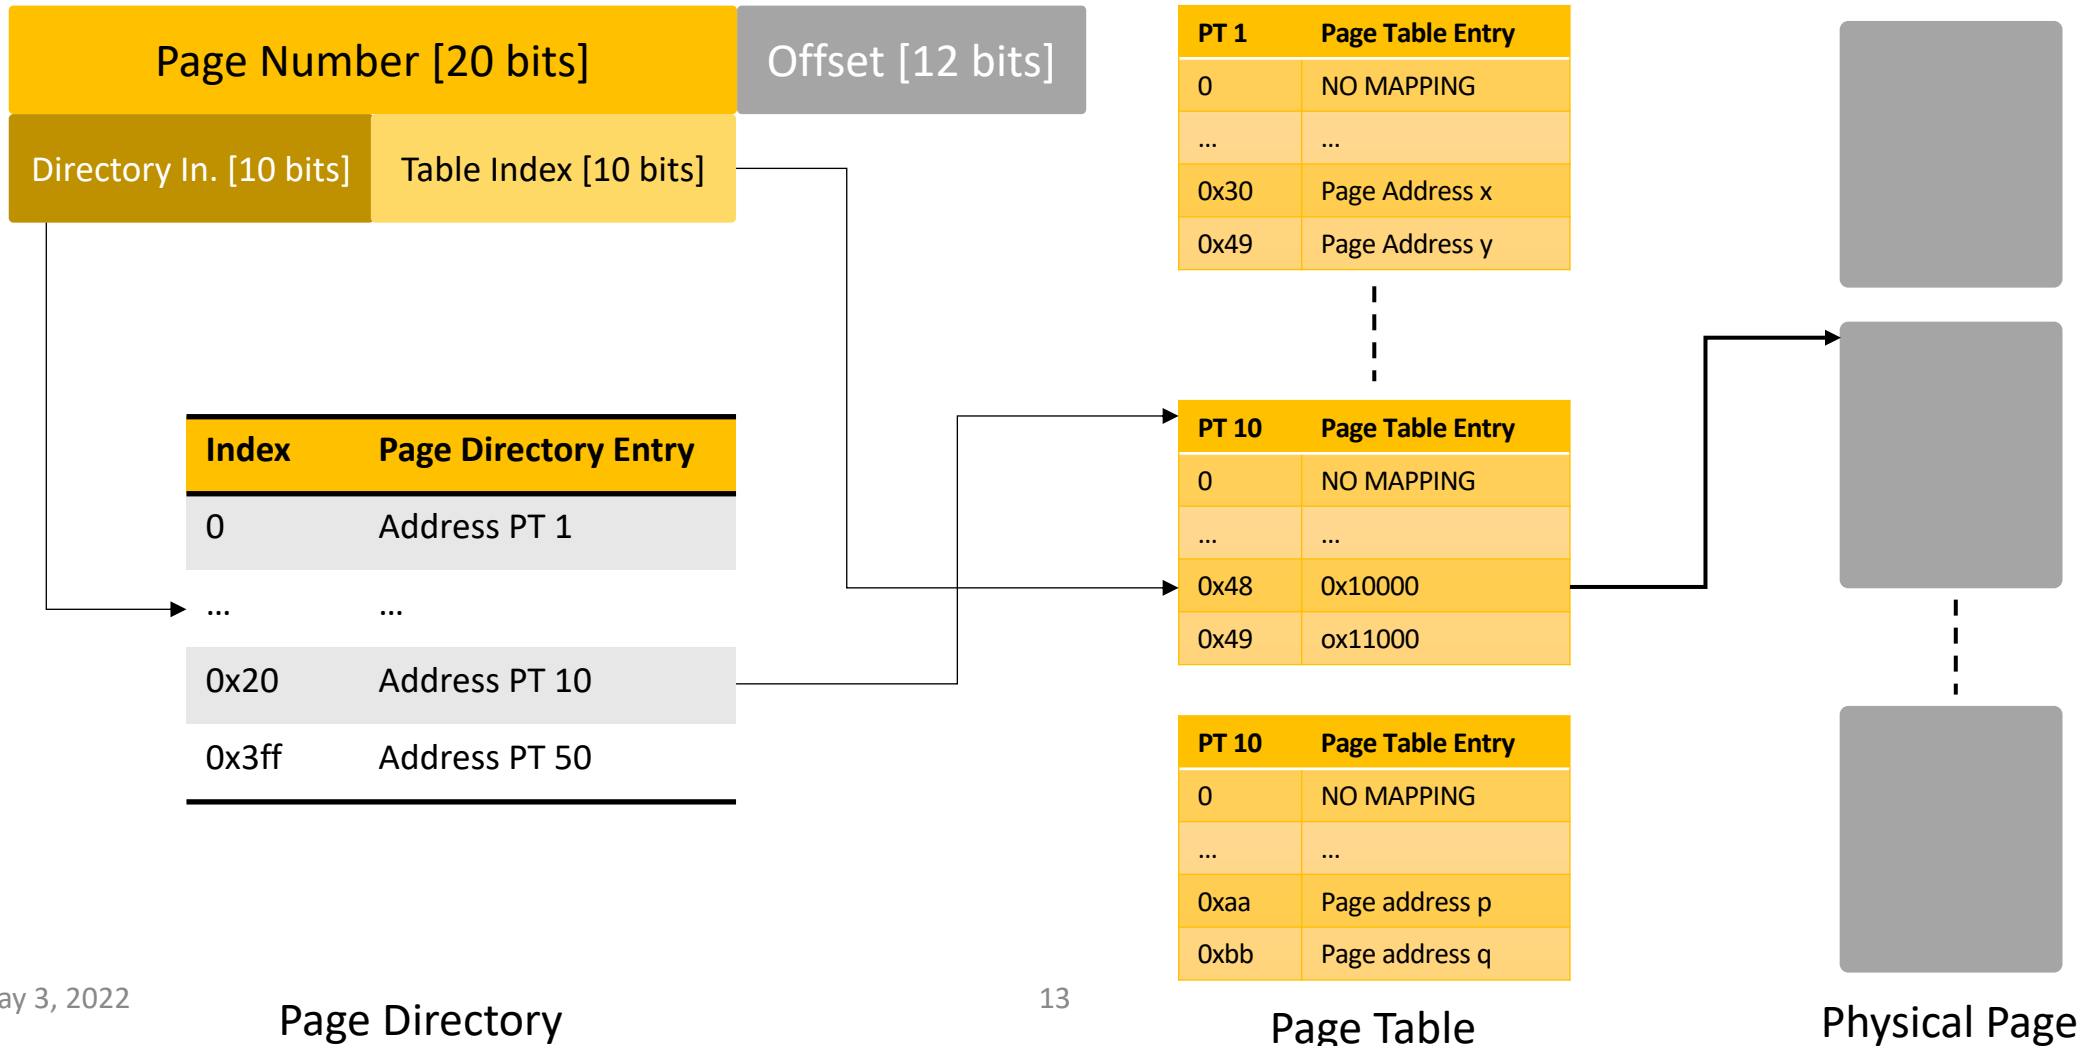 Page Number [20 bits]
Offset [12 bits]
Directory In. [10 bits]
Table Index [10 bits]
Index Page Directory Entry
0 Address PT 1
... ...
0x20 Address PT 10
0x3ff Address PT 50
Page Directory
PT 1 Page Table Entry
0 NO MAPPING
... ...
0x30 Page Address x
0x49 Page Address y
PT 10 Page Table Entry
0 NO MAPPING
... ...
0x48 0x10000
0x49 ox11000
PT 10 Page Table Entry
0 NO MAPPING
... ...
0xaa Page address p
0xbb Page address q
Page Table
Physical Page
ay 3, 2022
13